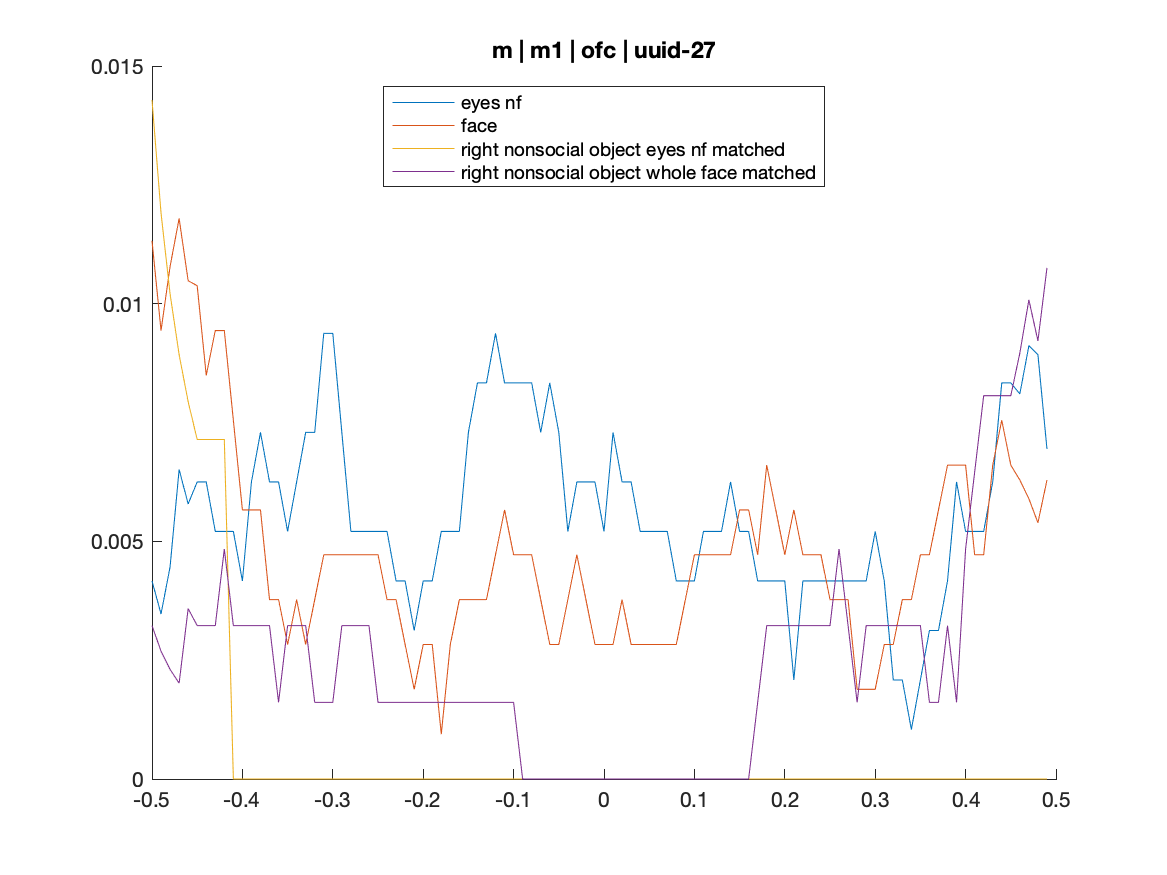 m | m1 | ofc | uuid-27
0.015
eyes nf
face
right nonsocial object eyes nf matched
right nonsocial object whole face matched
0.01
0.005
0
-0.5 -0.4 -0.3 -0.2 -0.1 0 0.1 0.2 0.3 0.4 0.5